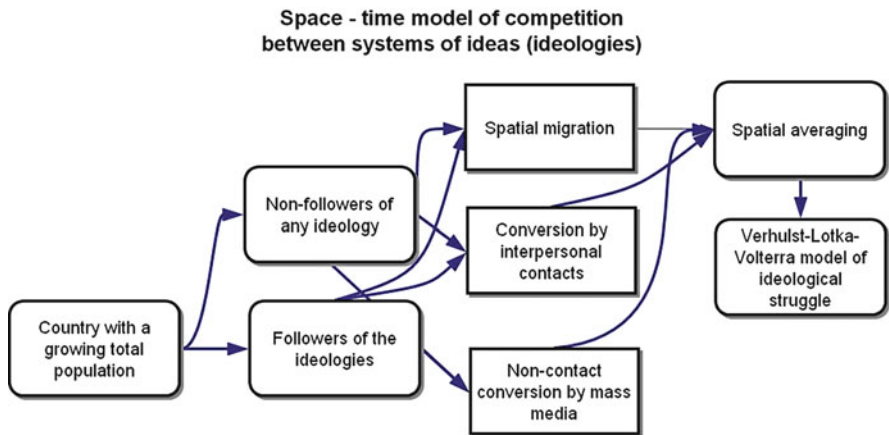 Space - time model of competition
between systems of ideas (ideologies)
Spatial migration
Spatial averaging
Non-followers of
any ideology
Conversion by
interpersonal
contacts
Verhulst-Lotka-
Volterra model of
ideological
struggle
Country with a
growing total
population
Followers of the
ideologies
Non-contact
conversion by mass
media